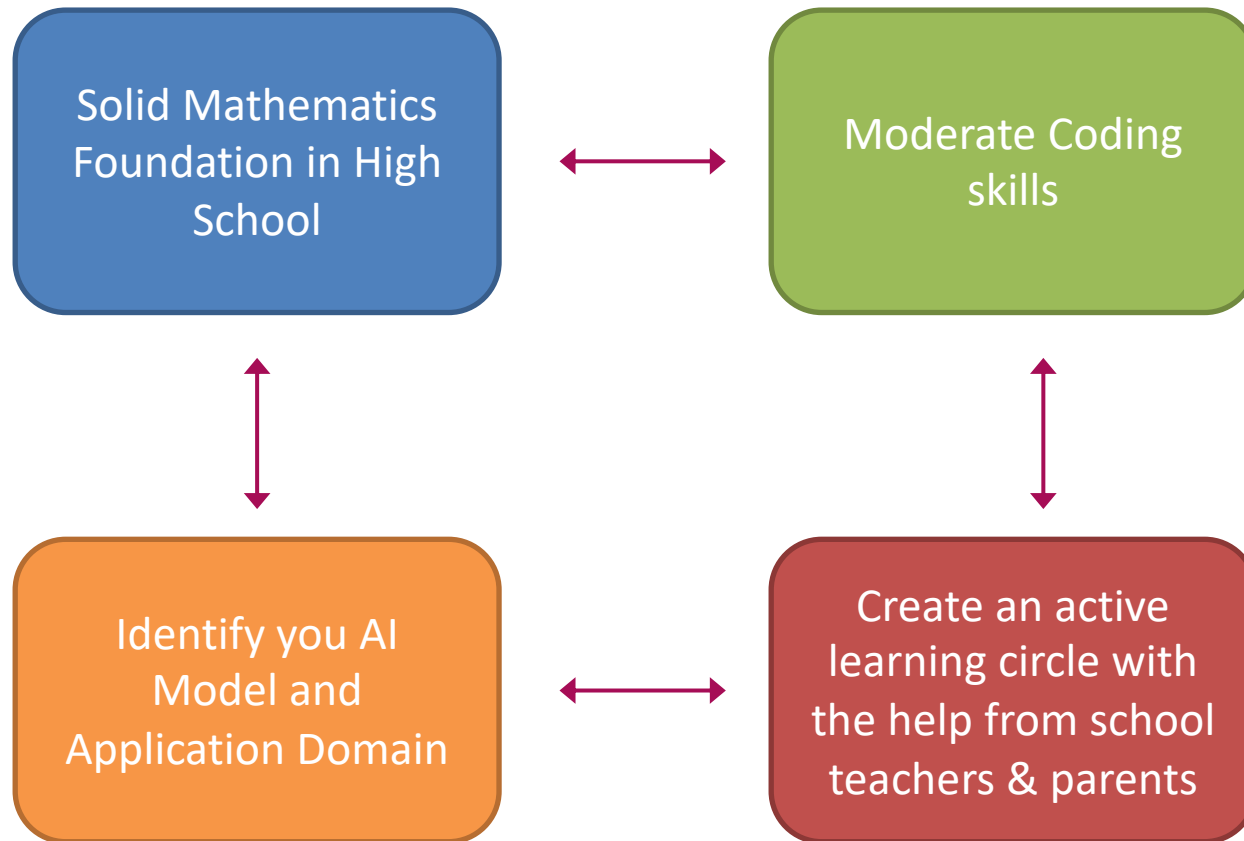 Solid Mathematics
Foundation in High
School
Moderate Coding
skills
Identify you AI
Model and
Application Domain
Create an active
learning circle with
the help from school
teachers & parents